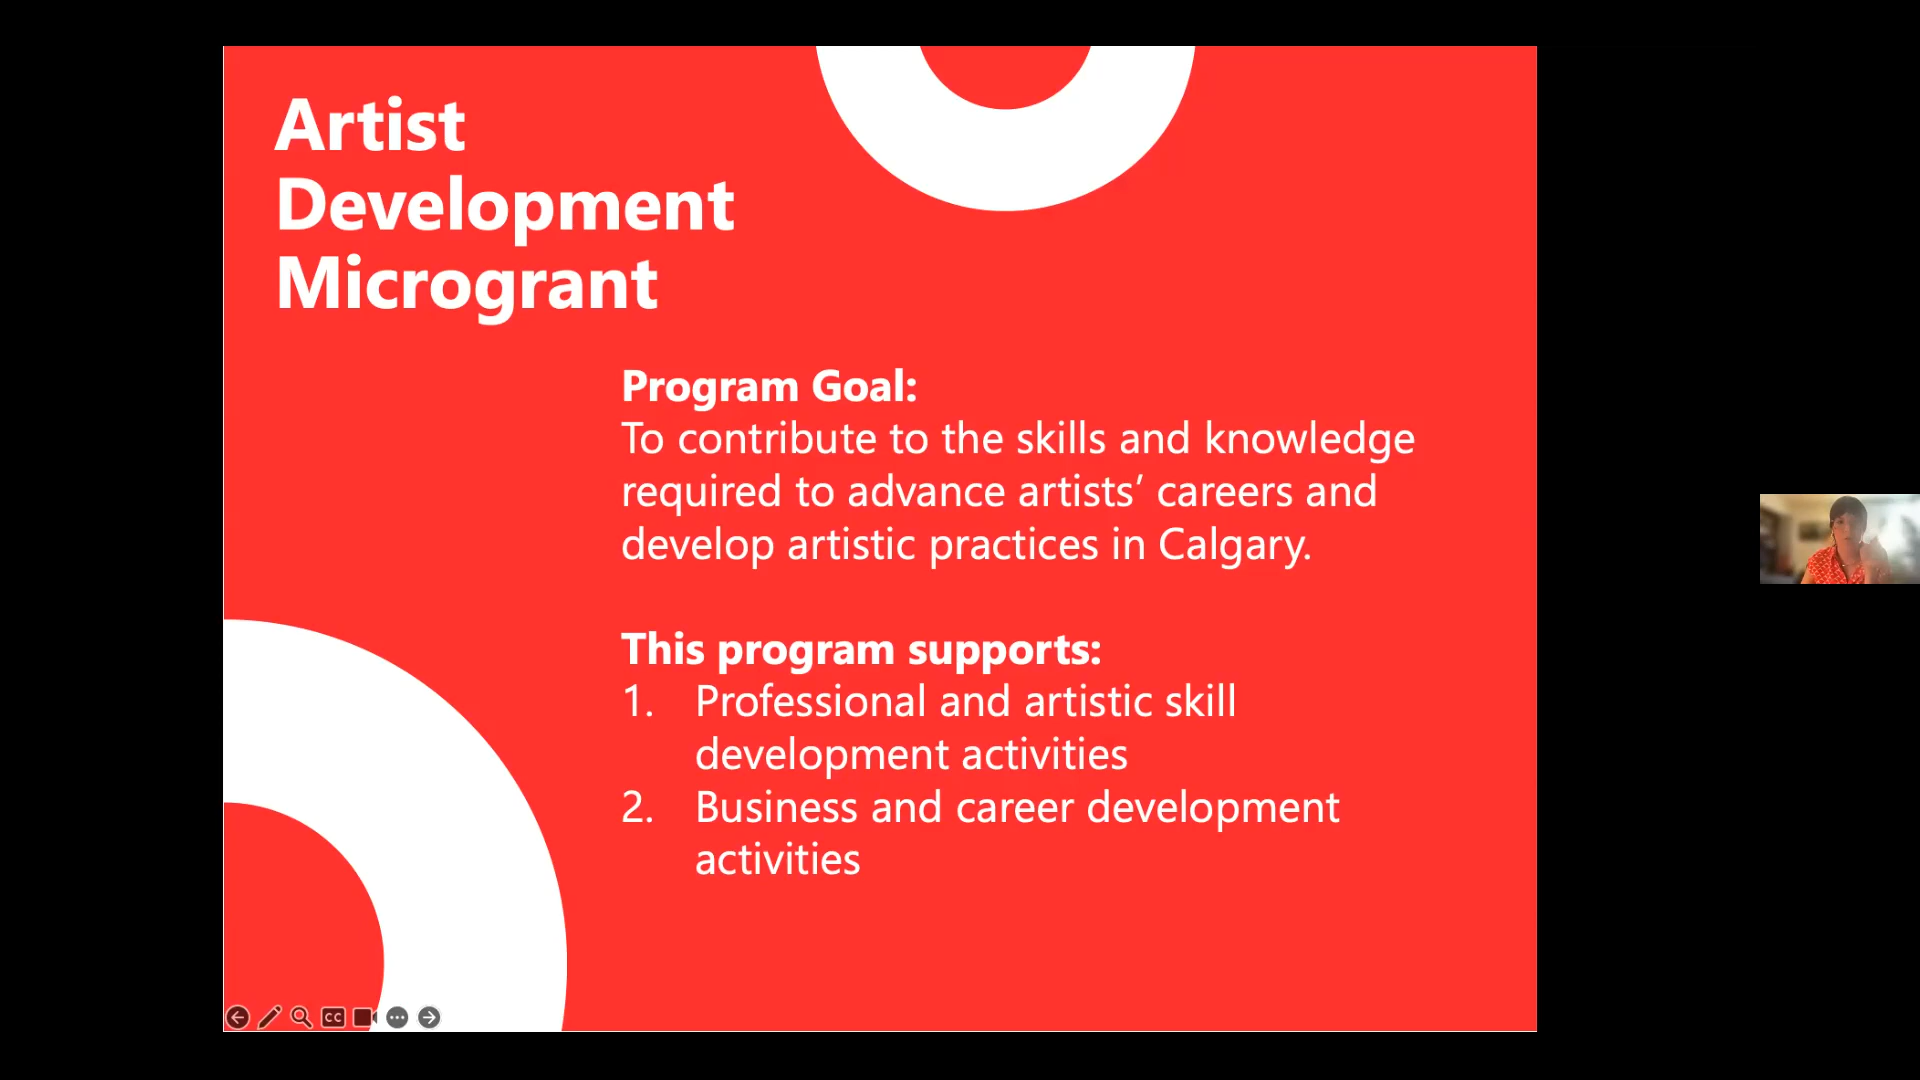 Artist
Development
Microgrant
Program Goal:
To contribute to the skills and knowledge
required to advance artists’ careers and
develop artistic practices in Calgary.
This program supports:
1. Professional and artistic skill
development activities
2. Business and career development
activities
CC